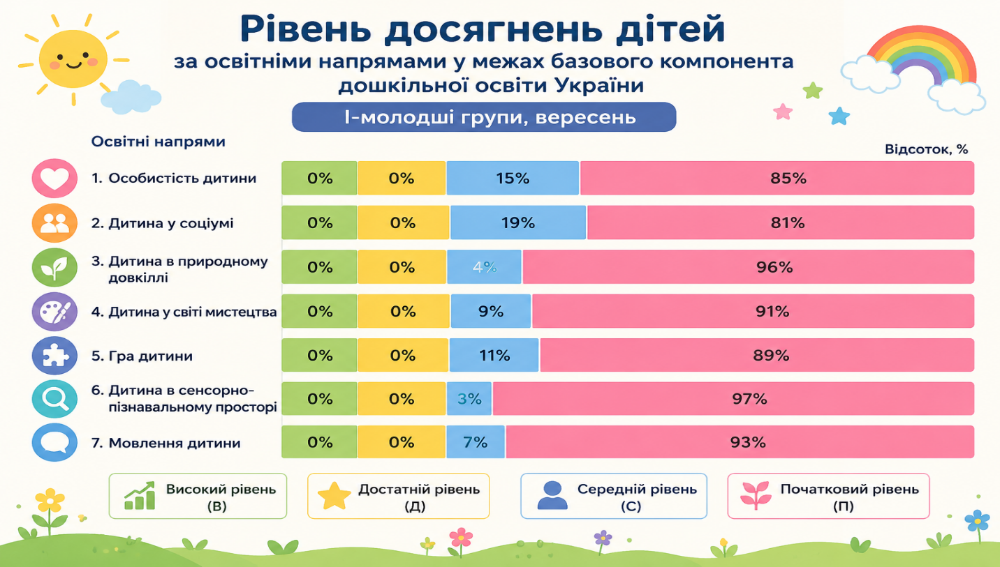 Рівень досягнень дітей
за освітніми напрямами у межах базового компонента
дошкільної освіти України
І-молодші групи, вересень
Освітні напрями
Відсоток, %
1. Особистість дитини 0% 0% 15% 85%
2. Дитина у соціумі 0% 0% 19% 81%
3. Дитина в природному
довкіллі 0% 0% 4% 96%
4. Дитина у світі мистецтва 0% 0% 9% 91%
5. Гра дитини 0% 0% 11% 89%
6. Дитина в сенсорно-
пізнавальному просторі 0% 0% 3% 97%
7. Мовлення дитини 0% 0% 7% 93%
Високий рівень
(В)
Достатній рівень
(Д)
Середній рівень
(С)
Початковий рівень
(П)